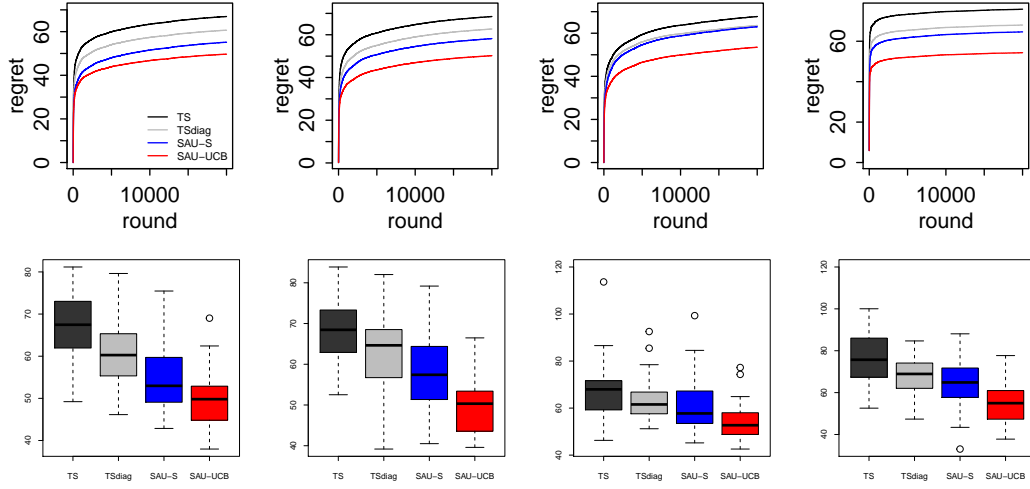 regret
0 20 40 60
TS
TSdiag
SAU−S
SAU−UCB
0 10000
round
regret
0 20 40 60
0 10000
round
regret
0 20 40 60
0 10000
round
regret
0 20 60
0 10000
round
40 50 60 70 80
TS TSdiag SAU−S SAU−UCB
40 50 60 70 80
TS TSdiag SAU−S SAU−UCB
40 60 80 100 120
TS TSdiag SAU−S SAU−UCB
40 60 80 100 120
TS TSdiag SAU−S SAU−UCB